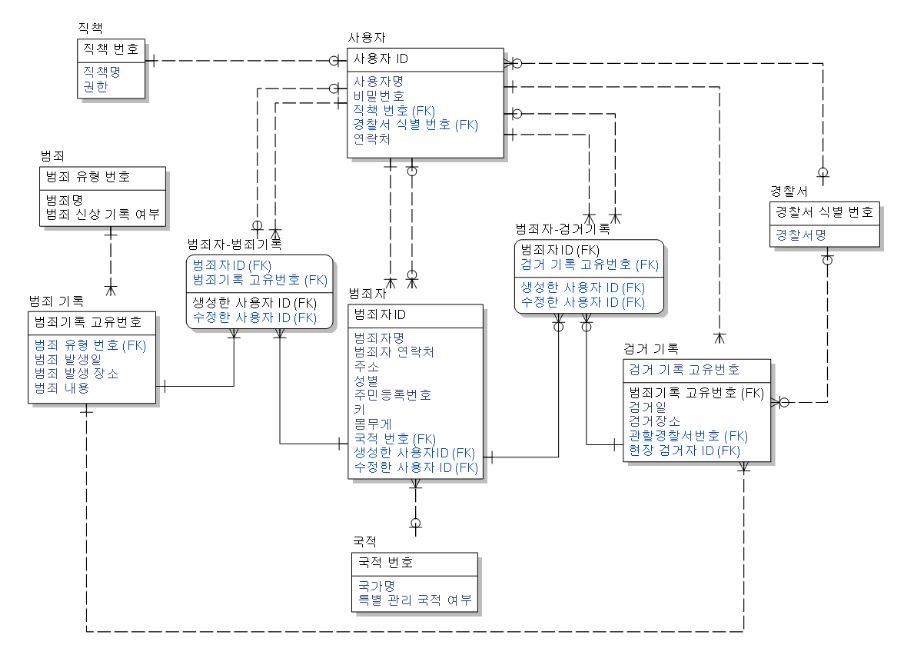 직책
직책 번호
직책명
권한
사용자
사용자 ID
사용자명
비밀번호
직책 번호 (FK)
경찰서 식별 번호 (FK)
연락처
범죄
범죄 유형 번호
범죄명
범죄 신상 기록 여부
경찰서
경찰서 식별 번호
경찰서명
범죄자-범죄기록
범죄자ID (FK)
범죄기록 고유번호 (FK)
생성한 사용자 ID (FK)
수정한 사용자 ID (FK)
범죄자-검거기록
범죄자ID (FK)
검거 기록 고유번호 (FK)
생성한 사용자 ID (FK)
수정한 사용자 ID (FK)
범죄 기록
범죄기록 고유번호
범죄 유형 번호 (FK)
범죄 발생일
범죄 발생 장소
범죄 내용
범죄자
범죄자ID
범죄자명
범죄자 연락처
주소
성별
주민등록번호
키
몸무게
국적 번호 (FK)
생성한 사용자ID (FK)
수정한 사용자 ID (FK)
검거 기록
검거 기록 고유번호
범죄기록 고유번호 (FK)
검거일
검거장소
관할경찰서번호 (FK)
현장 검거자 ID (FK)
국적
국적 번호
국가명
특별 관리 국적 여부